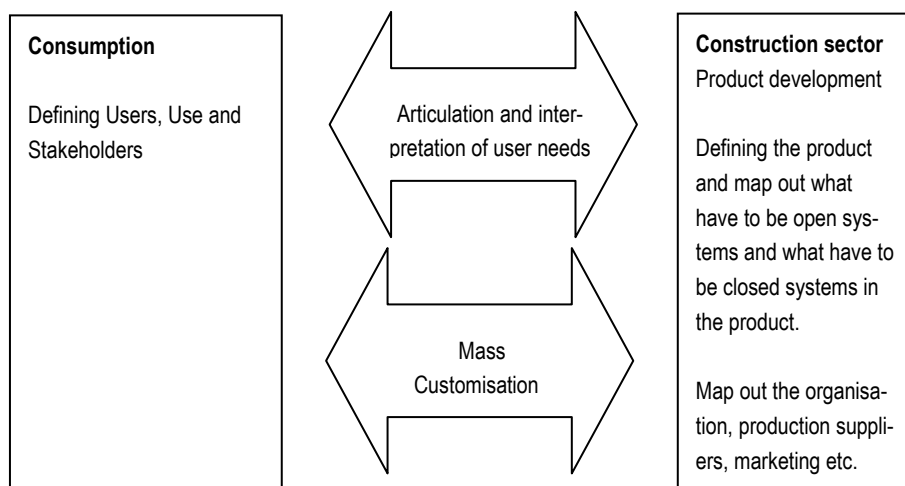 Consumption
Defining Users, Use and
Stakeholders
Articulation and inter-
pretation of user needs
Mass
Customisation
Construction sector
Product development
Defining the product
and map out what
have to be open sys-
tems and what have to
be closed systems in
the product.
Map out the organisa-
tion, production suppli-
ers, marketing etc.